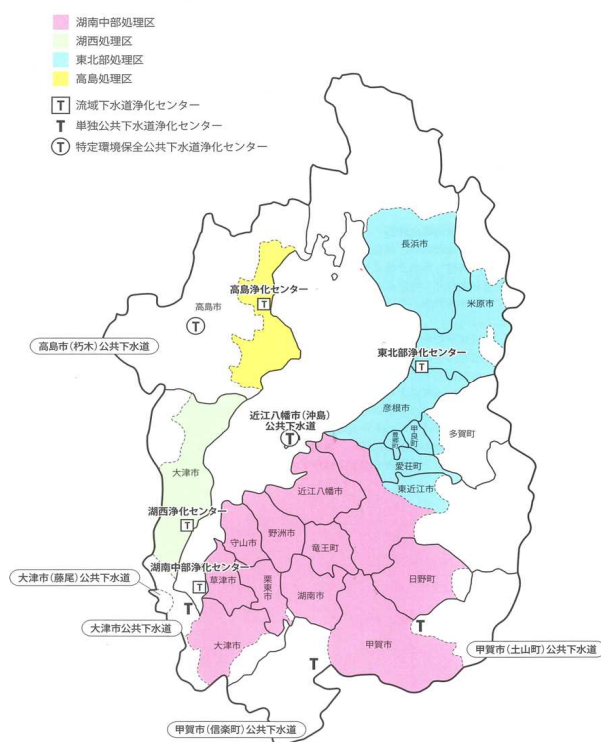 湖南中部処理区
湖西処理区
東北部処理区
高島処理区
T 流域下水道浄化センター
T 単独公共下水道浄化センター
T 特定環境保全公共下水道浄化センター
長浜市
米原市
高島浄化センター
T
高島市
T
高島市(朽木)公共下水道
東北部浄化センター
T
彦根市
近江八幡市(沖島)
公共下水道
T
甲良町
多賀町
愛荘町
東近江市
大津市
近江八幡市
湖西浄化センター
T
守山市
野洲市
竜王町
湖南中部浄化センター
T
草津市
栗東市
湖南市
日野町
大津市(藤尾)公共下水道
T
大津市公共下水道
大津市
甲賀市
T
T
甲賀市(土山町)公共下水道
甲賀市(信楽町)公共下水道